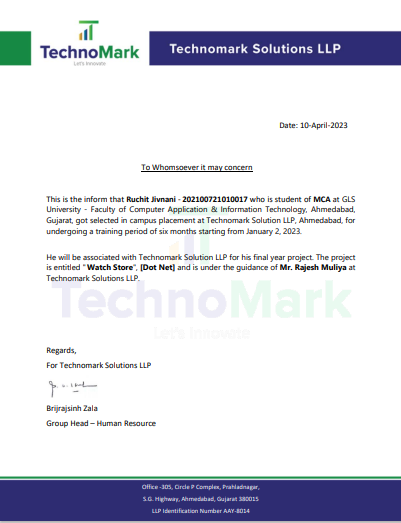 TechnoMark
Let's Innovate
Technomark Solutions LLP
Date: 10-April-2023
To Whomsoever it may concern
This is the inform that Ruchit Jivnani - 202100721010017 who is student of MCA at GLS
University - Faculty of Computer Application & Information Technology, Ahmedabad,
Gujarat, got selected in campus placement at Technomark Solution LLP, Ahmedabad, for
undergoing a training period of six months starting from January 2, 2023.
He will be associated with Technomark Solution LLP for his final year project. The project
is entitled " Watch Store", [Dot Net] and is under the guidance of Mr. Rajesh Muliya at
Technomark Solutions LLP.
TechnoMark
Let's Innovate
Regards,
For Technomark Solutions LLP
Brijrajsinh Zala
Group Head – Human Resource
Office -305, Circle P Complex, Prahladnagar,
S.G. Highway, Ahmedabad, Gujarat 380015
LLP Identification Number AAY-8014